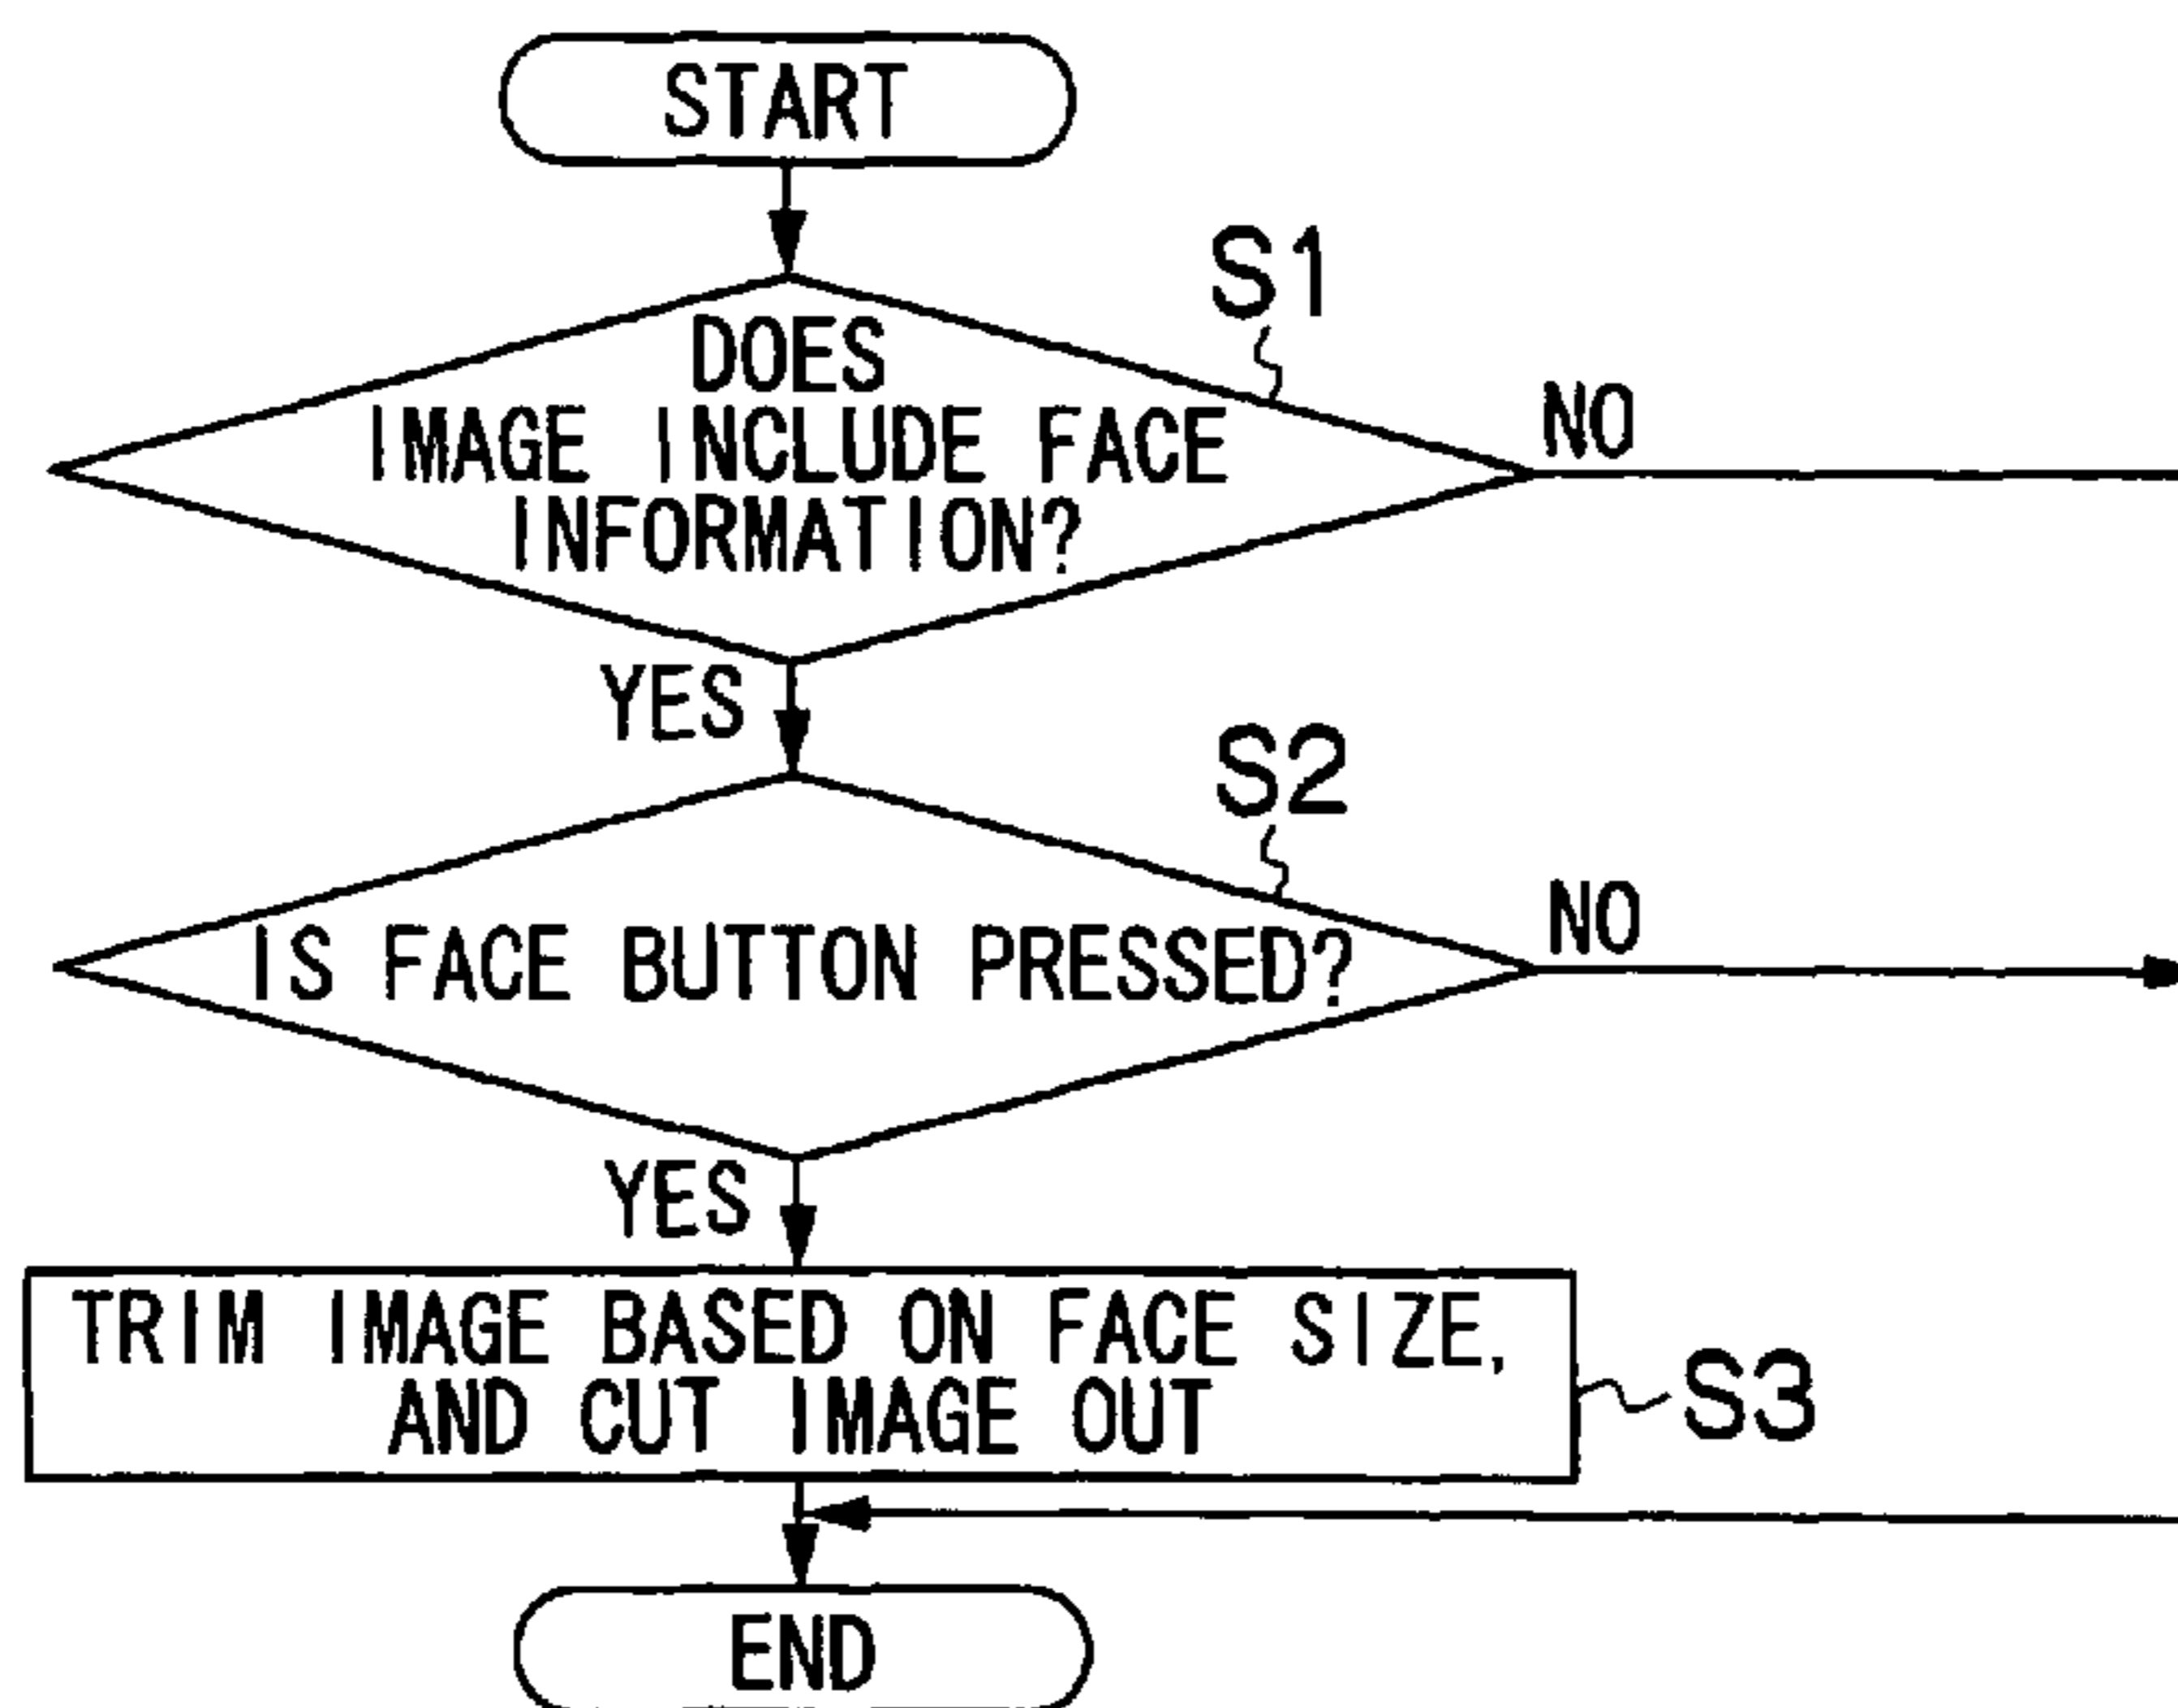 START
S1
DOES
IMAGE INCLUDE FACE
INFORMATION?
NO
YES
S2
IS FACE BUTTON PRESSED?
NO
YES
TRIM IMAGE BASED ON FACE SIZE,
AND CUT IMAGE OUT
S3
END